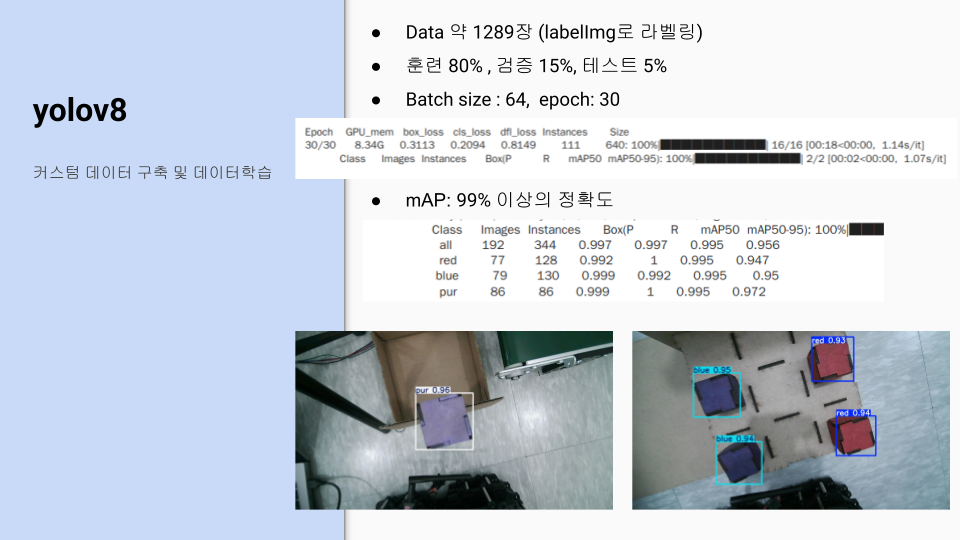 yolov8
커스텀 데이터 구축 및 데이터학습
● Data 약 1289장 (labelImg로 라벨링)
● 훈련 80% , 검증 15%, 테스트 5%
● Batch size : 64, epoch: 30
Epoch GPU_mem box_loss cls_loss dfl_loss Instances Size
30/30 8.34G 0.3113 0.2094 0.8149 111 640: 100%|██████████| 16/16 [00:18<00:00, 1.14s/it]
Class Images Instances Box(P R mAP50 mAP50-95): 100%|██████████| 2/2 [00:02<00:00, 1.07s/it]
● mAP: 99% 이상의 정확도
Class Images Instances Box(P R mAP50 mAP50-95): 100%|███
all 192 344 0.997 0.997 0.995 0.956
red 77 128 0.992 1 0.995 0.947
blue 79 130 0.999 0.992 0.995 0.95
pur 86 86 0.999 1 0.995 0.972
pur 0.96
red 0.93
blue 0.95
red 0.94
blue 0.94